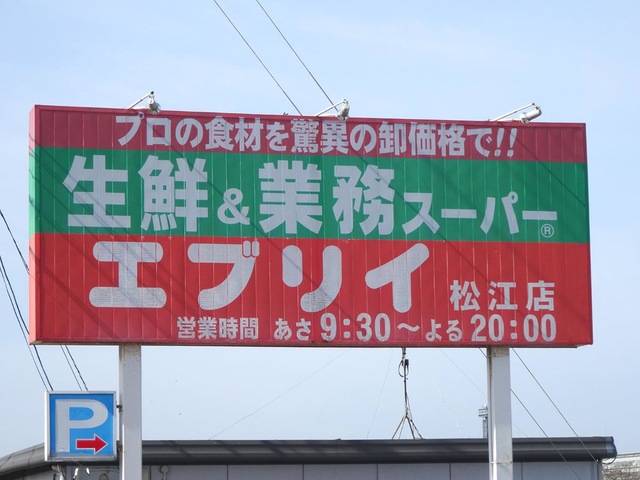 プロの食材を驚異の卸価格で!!
生鮮&業務スーパー®
エブリイ 松江店
営業時間 あさ9:30〜よる20:00
P